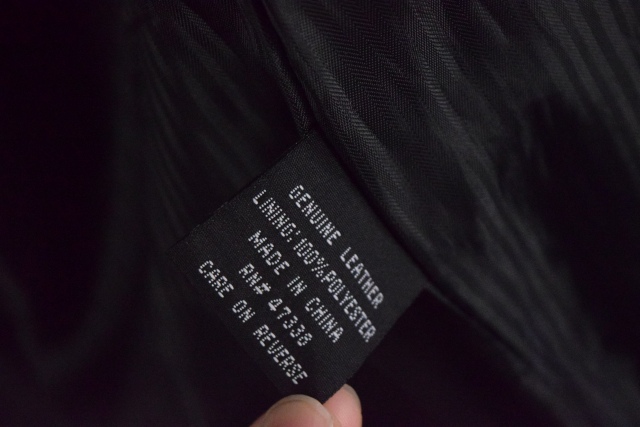 GENUINE LEATHER
LINING:100%POLYESTER
MADE IN CHINA
RN# 47338
CARE ON REVERSE